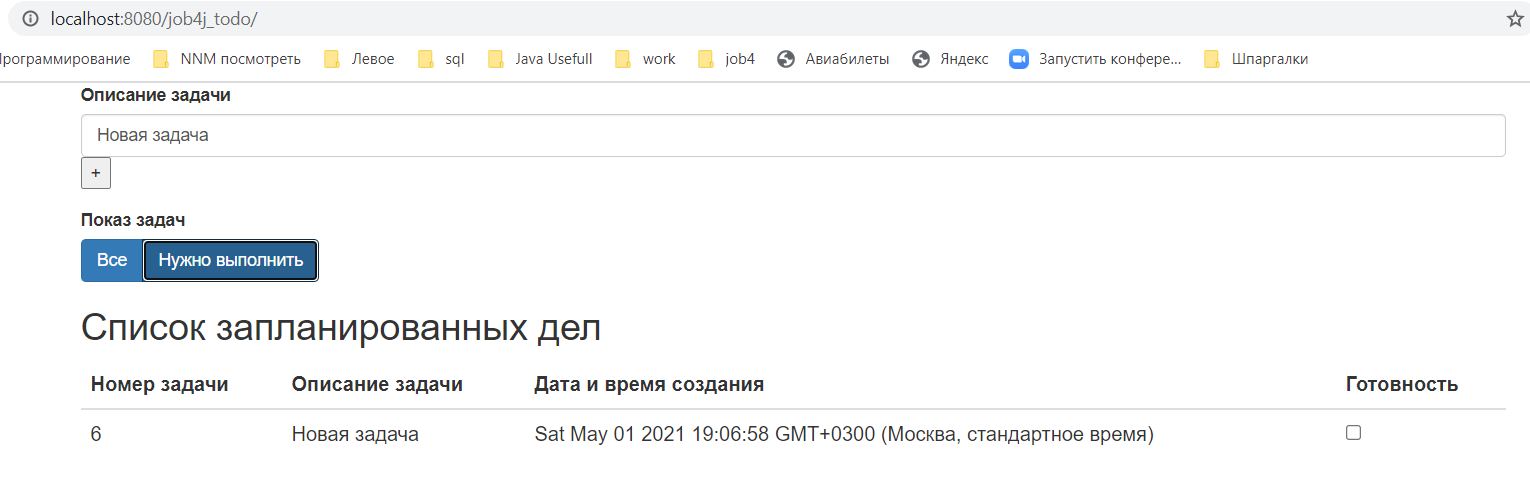 localhost:8080/job4j_todo/
Программирование NNM посмотреть Левое sql Java Usefull work job4 Авиабилеты Яндекс Запустить конфере... Шпаргалки
Описание задачи
Новая задача
+
Показ задач
Все Нужно выполнить
Список запланированных дел
Номер задачи Описание задачи Дата и время создания Готовность
6 Новая задача Sat May 01 2021 19:06:58 GMT+0300 (Москва, стандартное время)